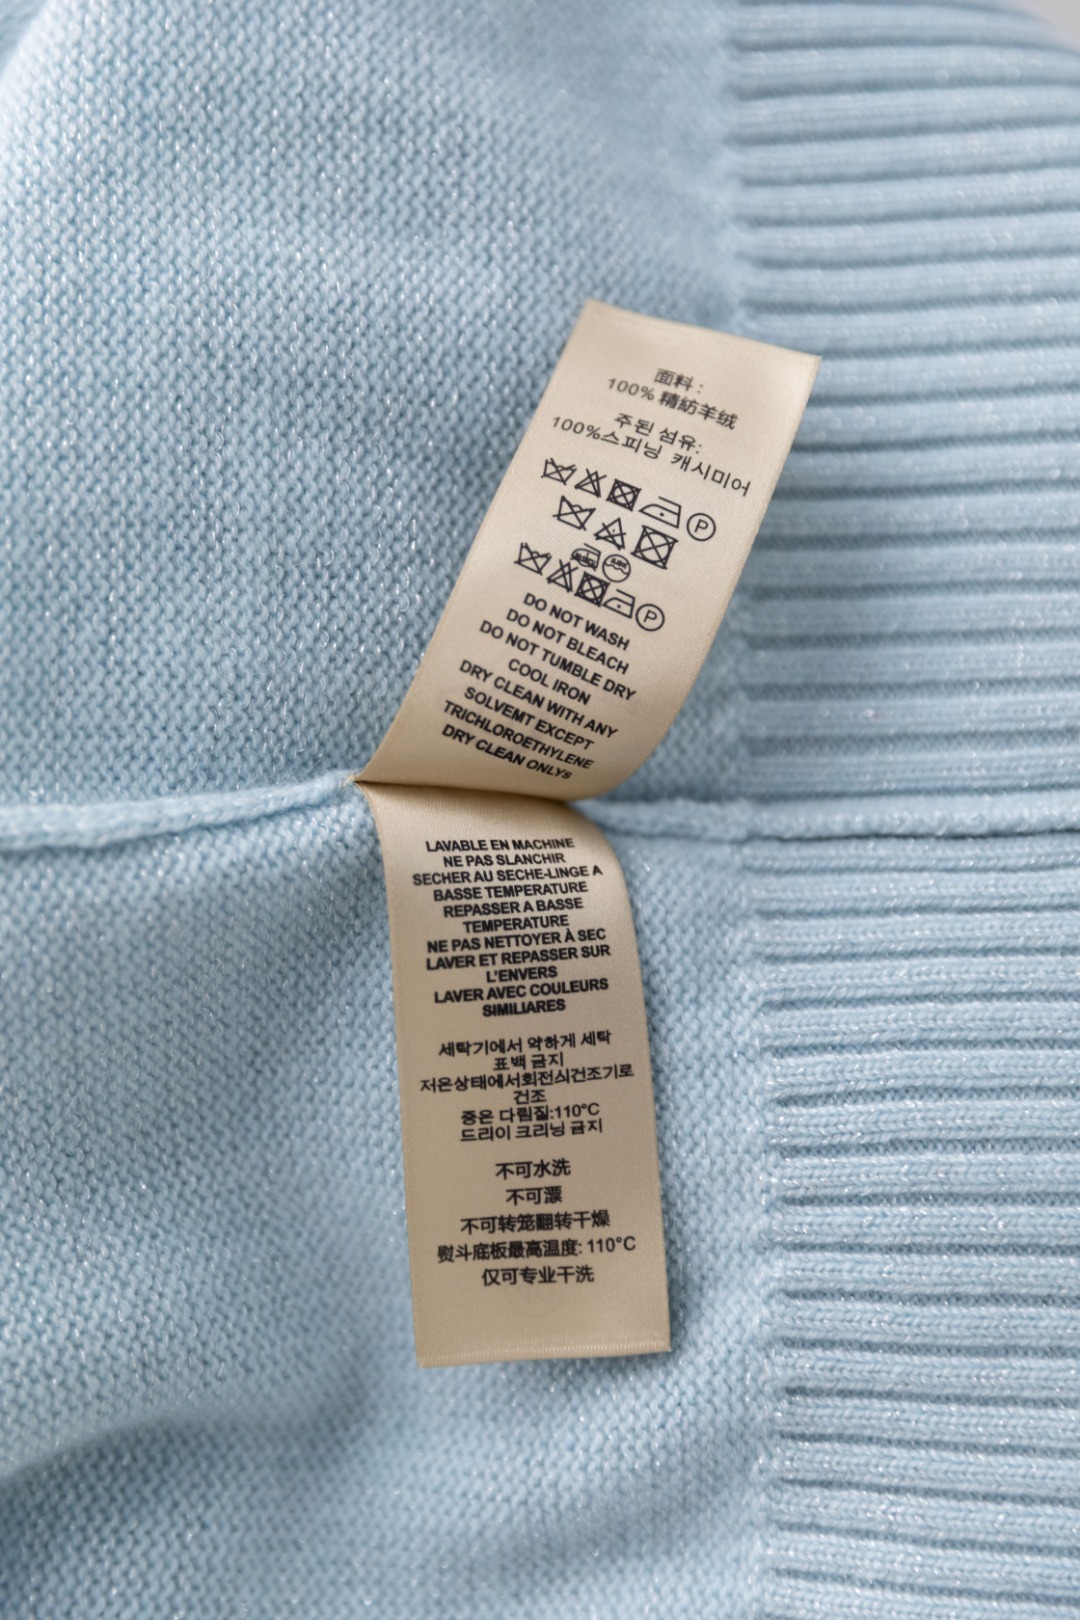 面料：
100% 精紡羊绒
주된 섬유:
100%스피닝 캐시미어
P
P
DO NOT WASH
DO NOT BLEACH
DO NOT TUMBLE DRY
COOL IRON
DRY CLEAN WITH ANY
SOLVEMT EXCEPT
TRICHLOROETHYLENE
DRY CLEAN ONLYs
LAVABLE EN MACHINE
NE PAS SLANCHIR
SECHER AU SECHE-LINGE A
BASSE TEMPERATURE
REPASSER A BASSE
TEMPERATURE
NE PAS NETTOYER À SEC
LAVER ET REPASSER SUR
L'ENVERS
LAVER AVEC COULEURS
SIMILIARES
세탁기에서 약하게 세탁
표백 금지
저온상태에서회전식건조기로
건조
중온 다림질:110°C
드리이 크리닝 금지
不可水洗
不可漂
不可转笼翻转干燥
熨斗底板最高温度: 110°C
仅可专业干洗